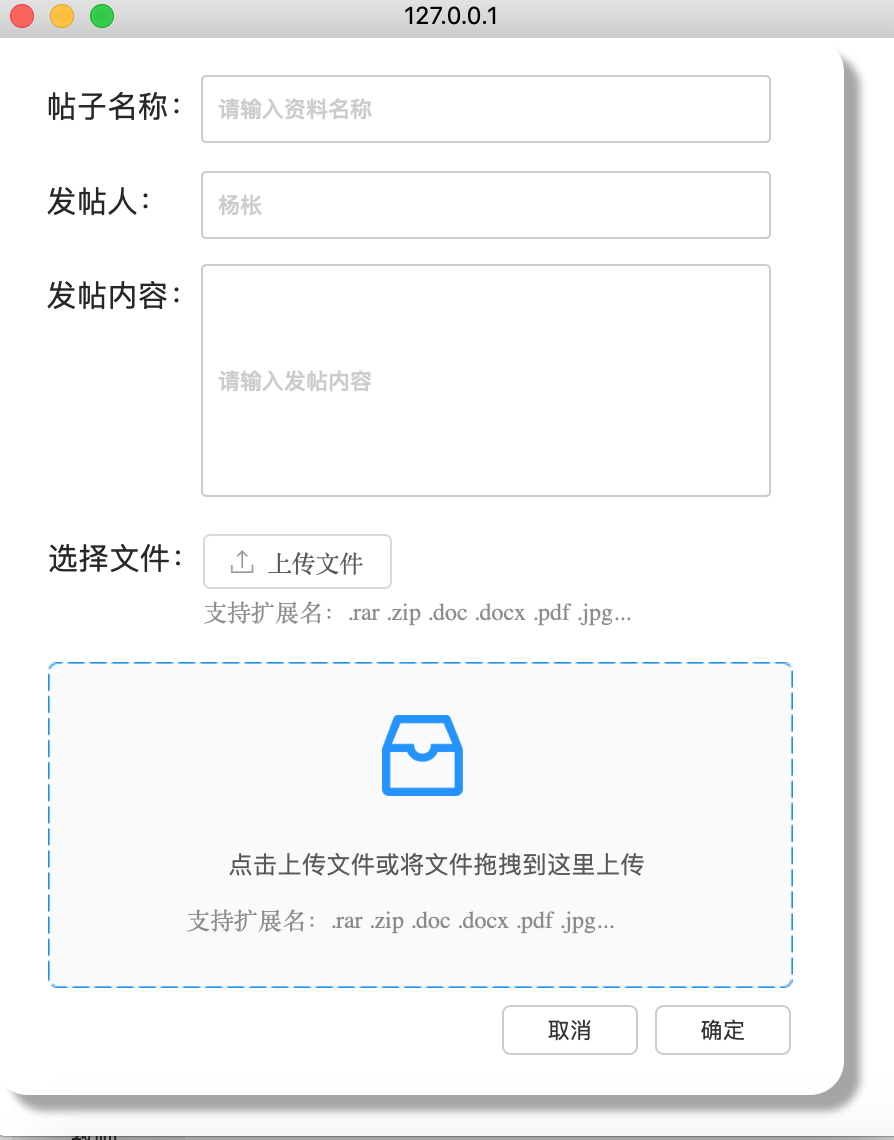 127.0.0.1
帖子名称：
请输入资料名称
发帖人：
杨枨
发帖内容：
请输入发帖内容
选择文件：
上传文件
支持扩展名：.rar .zip .doc .docx .pdf .jpg...
点击上传文件或将文件拖拽到这里上传
支持扩展名：.rar .zip .doc .docx .pdf .jpg...
取消
确定